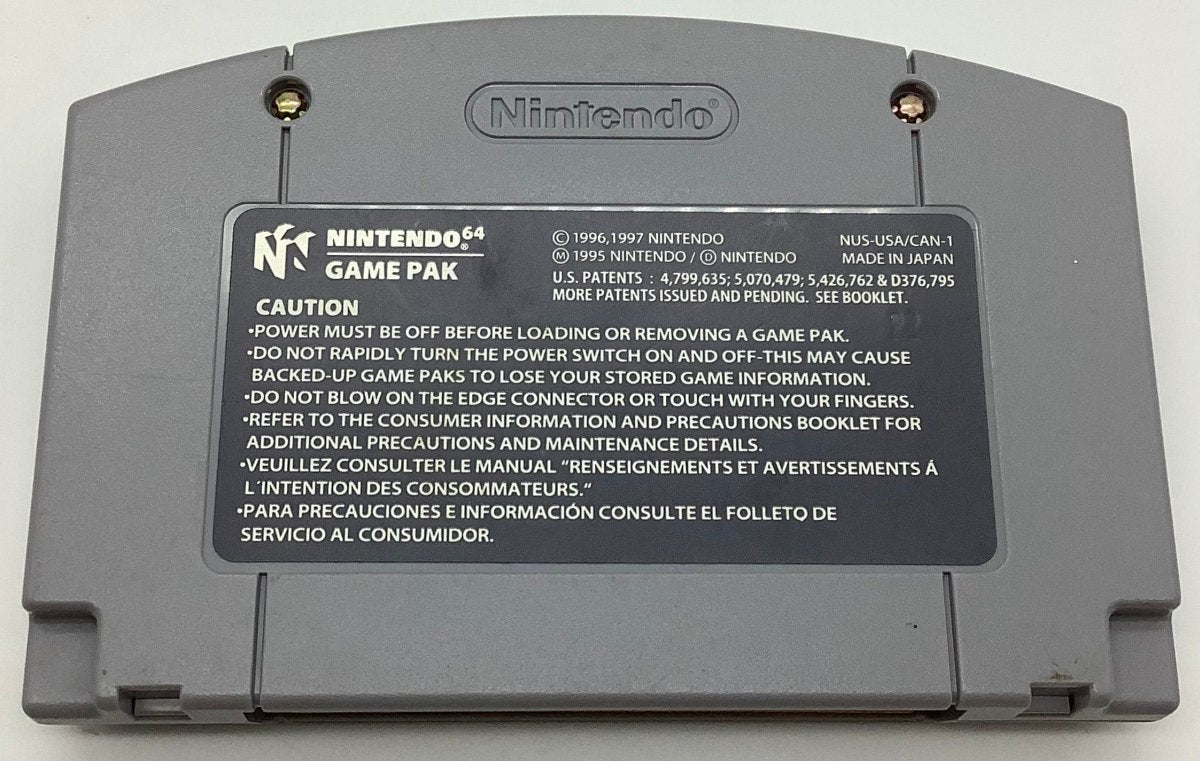 Nintendo®
NINTENDO⁶⁴®
GAME PAK
© 1996,1997 NINTENDO
Ⓜ 1995 NINTENDO / Ⓓ NINTENDO
NUS-USA/CAN-1
MADE IN JAPAN
U.S. PATENTS : 4,799,635; 5,070,479; 5,426,762 & D376,795
MORE PATENTS ISSUED AND PENDING. SEE BOOKLET.
CAUTION
•POWER MUST BE OFF BEFORE LOADING OR REMOVING A GAME PAK.
•DO NOT RAPIDLY TURN THE POWER SWITCH ON AND OFF-THIS MAY CAUSE
BACKED-UP GAME PAKS TO LOSE YOUR STORED GAME INFORMATION.
•DO NOT BLOW ON THE EDGE CONNECTOR OR TOUCH WITH YOUR FINGERS.
•REFER TO THE CONSUMER INFORMATION AND PRECAUTIONS BOOKLET FOR
ADDITIONAL PRECAUTIONS AND MAINTENANCE DETAILS.
•VEUILLEZ CONSULTER LE MANUAL “RENSEIGNEMENTS ET AVERTISSEMENTS Á
L´INTENTION DES CONSOMMATEURS.”
•PARA PRECAUCIONES E INFORMACIÓN CONSULTE EL FOLLETO DE
SERVICIO AL CONSUMIDOR.